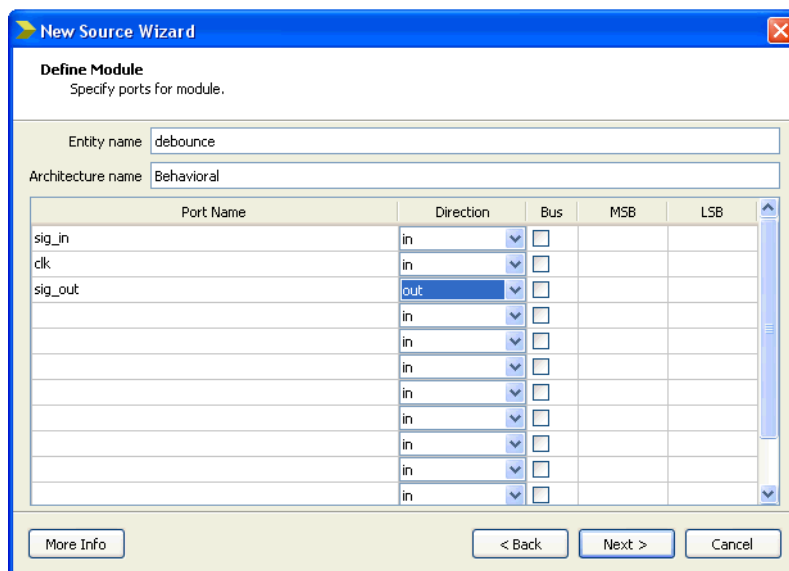 New Source Wizard
Define Module
Specify ports for module.
Entity name debounce
Architecture name Behavioral
Port Name Direction Bus MSB LSB
sig_in in
clk in
sig_out out
in
in
in
in
in
in
in
in
More Info < Back Next > Cancel